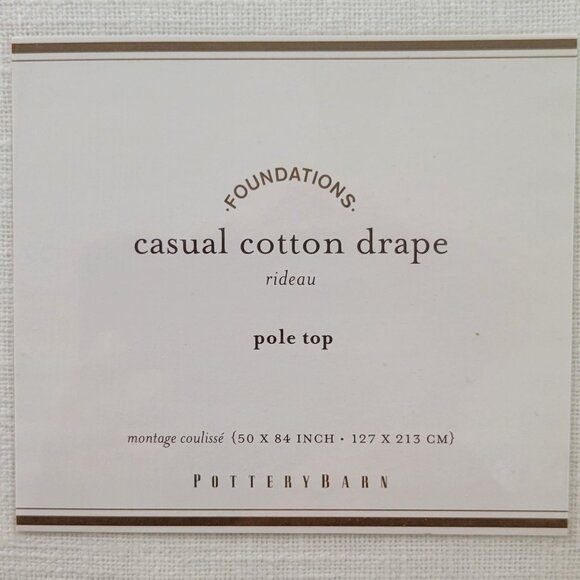 ·FOUNDATIONS·
casual cotton drape
rideau
pole top
montage coulissé {50 X 84 INCH · 127 X 213 CM}
POTTERYBARN